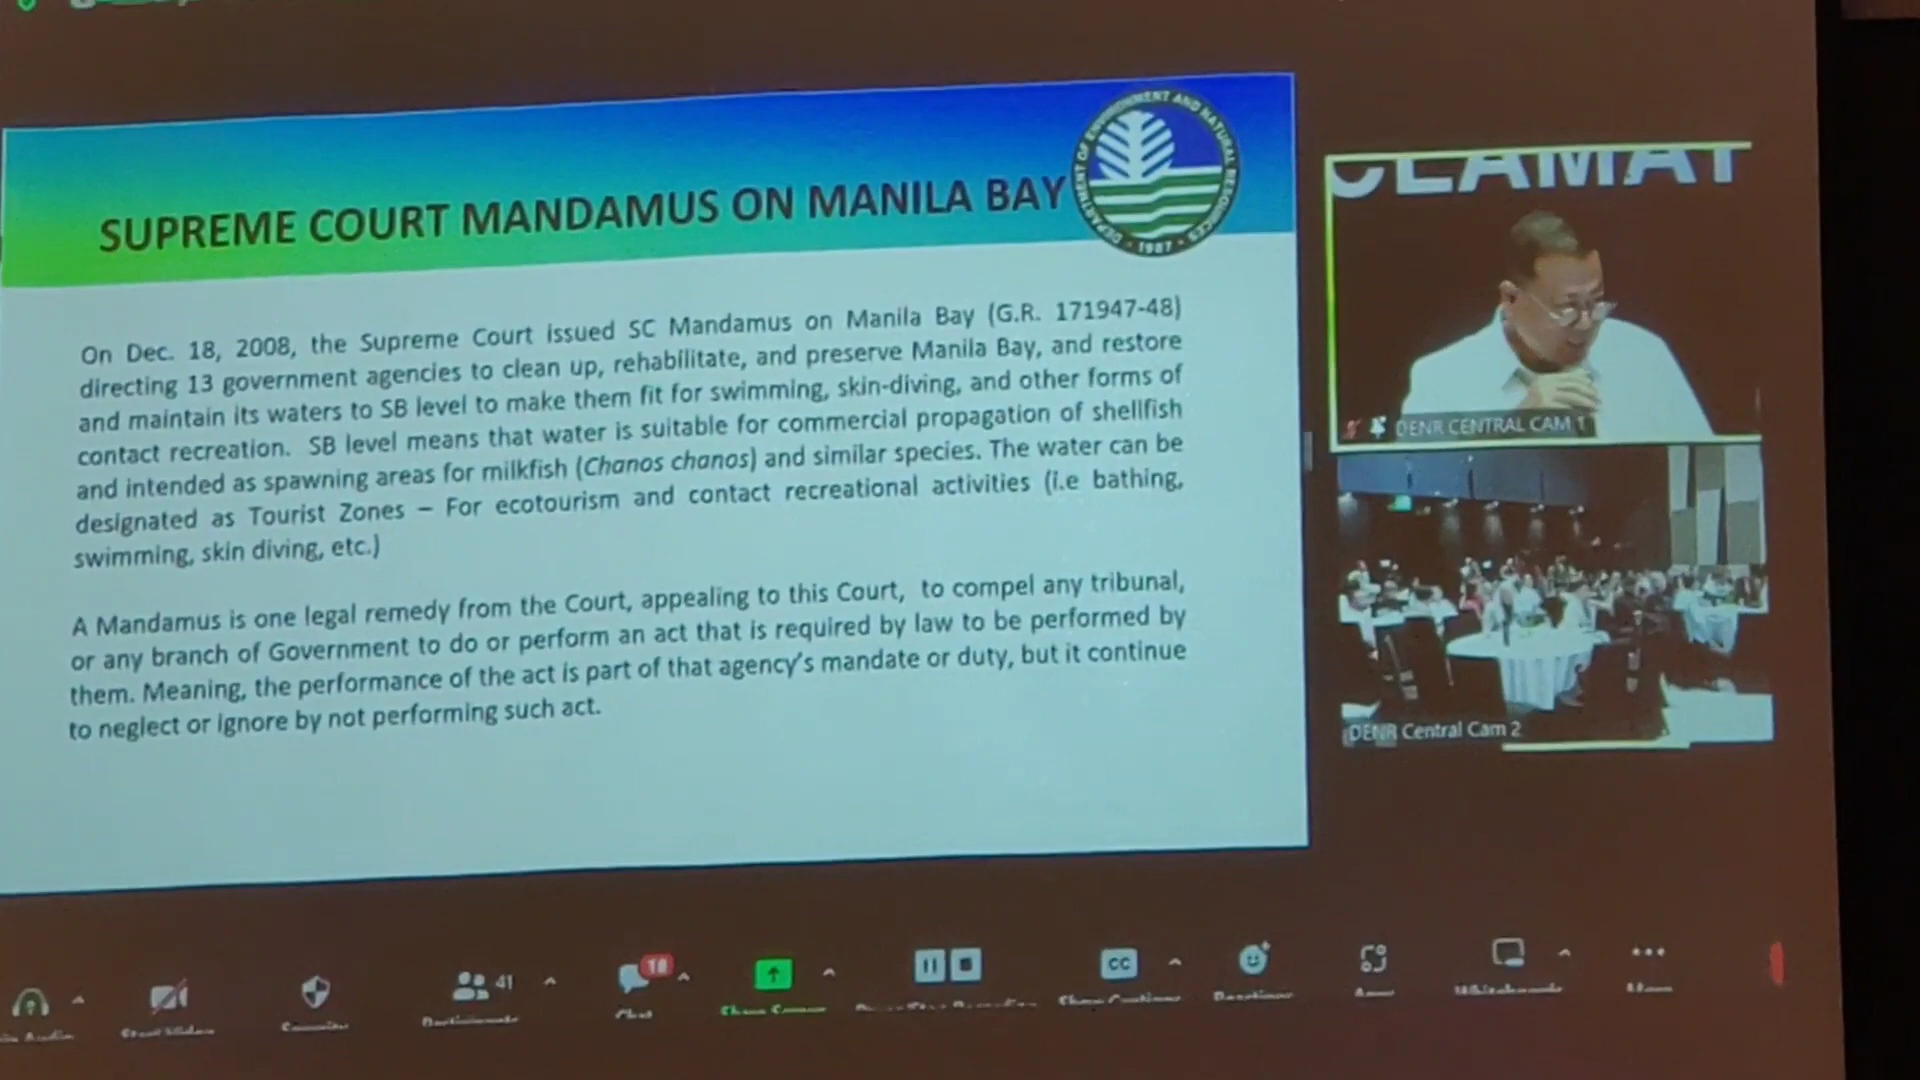 SUPREME COURT MANDAMUS ON MANILA BAY
DEPARTMENT OF ENVIRONMENT AND NATURAL RESOURCES
1987
On Dec. 18, 2008, the Supreme Court issued SC Mandamus on Manila Bay (G.R. 171947-48)
directing 13 government agencies to clean up, rehabilitate, and preserve Manila Bay, and restore
and maintain its waters to SB level to make them fit for swimming, skin-diving, and other forms of
contact recreation. SB level means that water is suitable for commercial propagation of shellfish
and intended as spawning areas for milkfish (Chanos chanos) and similar species. The water can be
designated as Tourist Zones – For ecotourism and contact recreational activities (i.e bathing,
swimming, skin diving, etc.)
A Mandamus is one legal remedy from the Court, appealing to this Court, to compel any tribunal,
or any branch of Government to do or perform an act that is required by law to be performed by
them. Meaning, the performance of the act is part of that agency's mandate or duty, but it continue
to neglect or ignore by not performing such act.
DENR CENTRAL CAM 1
DENR Central Cam 2
41
18
CC
Chat